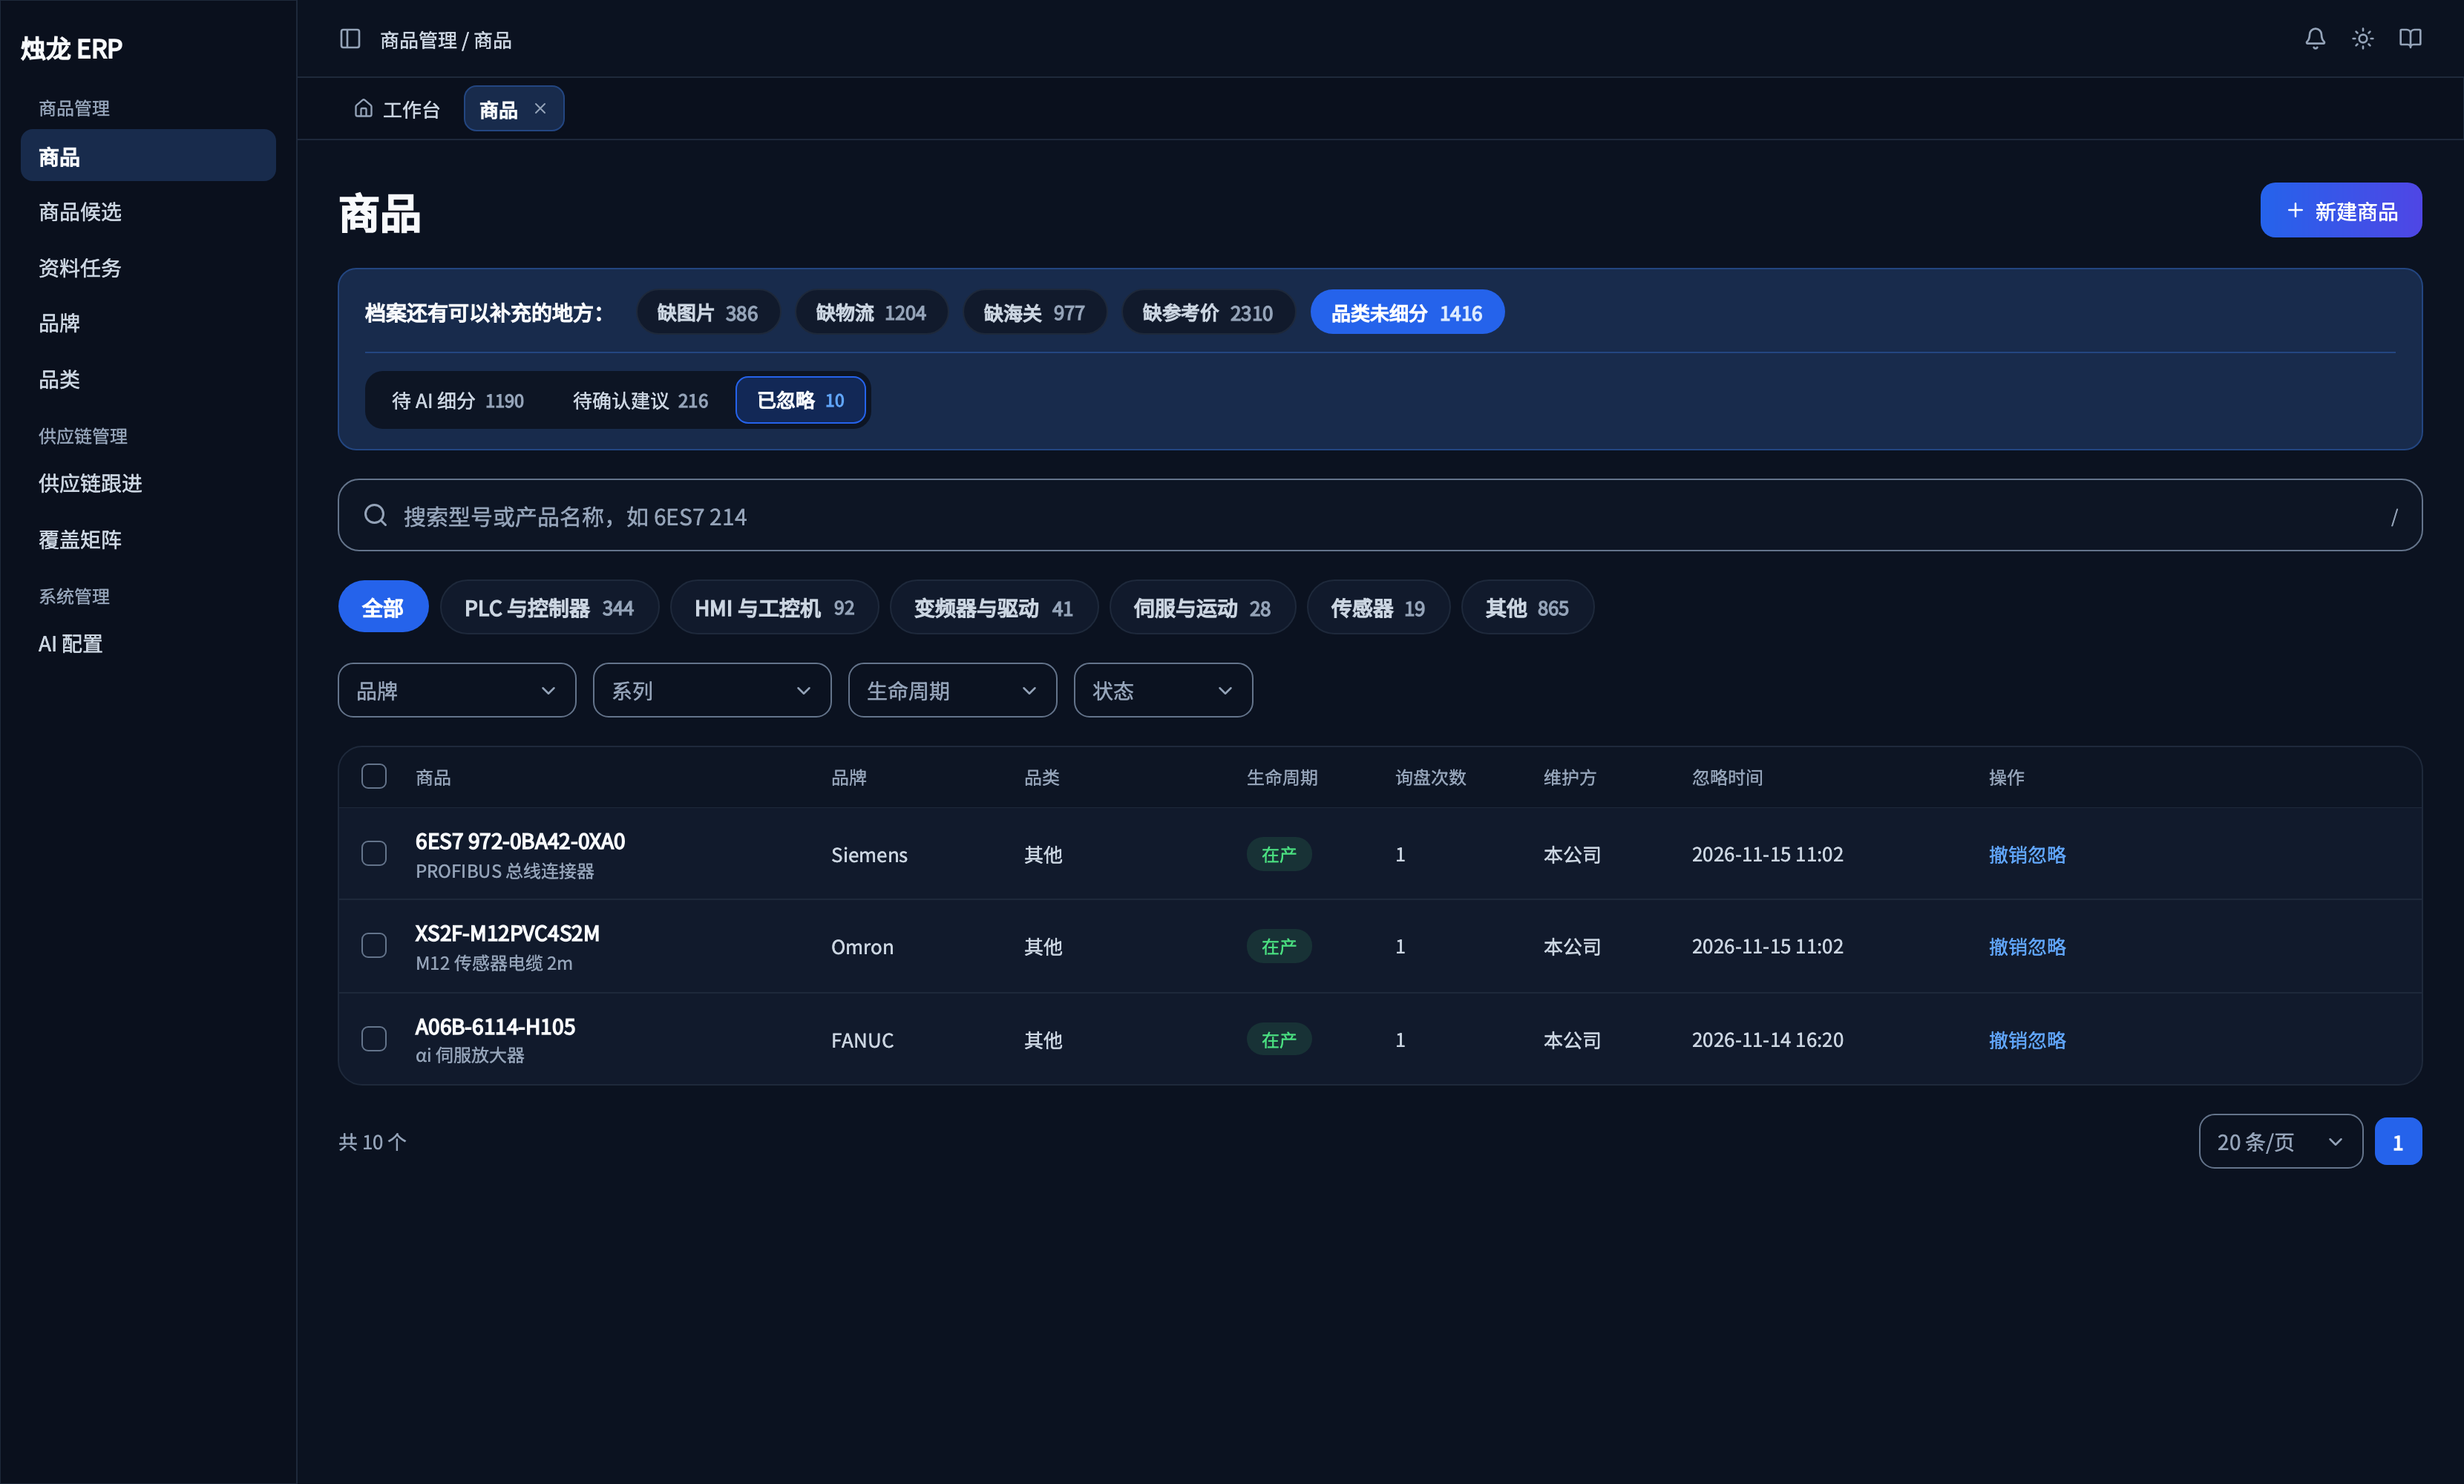 烛龙 ERP
商品管理
商品
商品候选
资料任务
品牌
品类
供应链管理
供应链跟进
覆盖矩阵
系统管理
AI 配置
商品管理 / 商品
工作台
商品
商品
新建商品
档案还有可以补充的地方：
缺图片 386
缺物流 1204
缺海关 977
缺参考价 2310
品类未细分 1416
待 AI 细分 1190
待确认建议 216
已忽略 10
搜索型号或产品名称，如 6ES7 214
/
全部
PLC 与控制器 344
HMI 与工控机 92
变频器与驱动 41
伺服与运动 28
传感器 19
其他 865
品牌
系列
生命周期
状态
商品 品牌 品类 生命周期 询盘次数 维护方 忽略时间 操作
6ES7 972-0BA42-0XA0
PROFIBUS 总线连接器
Siemens 其他 在产 1 本公司 2026-11-15 11:02 撤销忽略
XS2F-M12PVC4S2M
M12 传感器电缆 2m
Omron 其他 在产 1 本公司 2026-11-15 11:02 撤销忽略
A06B-6114-H105
αi 伺服放大器
FANUC 其他 在产 1 本公司 2026-11-14 16:20 撤销忽略
共 10 个
20 条/页
1